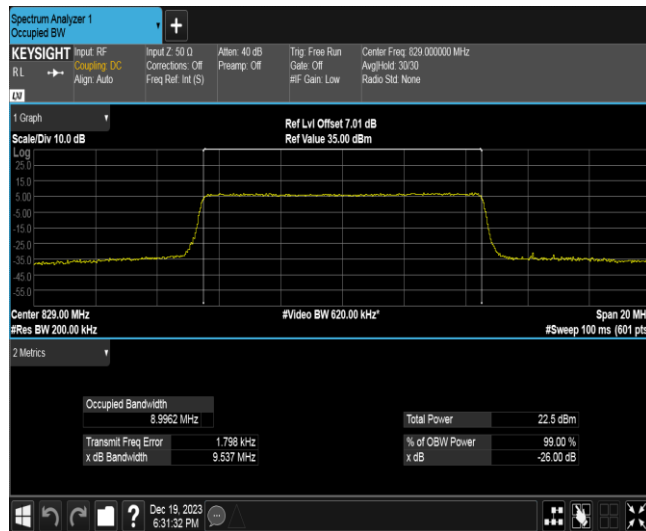 Spectrum Analyzer 1
Occupied BW
+
KEYSIGHT
RL
LXI
Input: RF
Coupling: DC
Align: Auto
Input Z: 50 Ω
Corrections: Off
Freq Ref: Int (S)
Atten: 40 dB
Preamp: Off
Trig: Free Run
Gate: Off
#IF Gain: Low
Center Freq: 829.000000 MHz
Avg|Hold: 30/30
Radio Std: None
1 Graph
Scale/Div 10.0 dB
Ref Lvl Offset 7.01 dB
Ref Value 35.00 dBm
Log
25.0
15.0
5.00
-5.00
-15.0
-25.0
-35.0
-45.0
-55.0
Center 829.00 MHz
#Video BW 620.00 kHz*
Span 20 MH
#Res BW 200.00 kHz
#Sweep 100 ms (601 pts
2 Metrics
Occupied Bandwidth
8.9962 MHz
Total Power 22.5 dBm
Transmit Freq Error 1.798 kHz
% of OBW Power 99.00 %
x dB Bandwidth 9.537 MHz
x dB -26.00 dB
?
Dec 19, 2023
6:31:32 PM